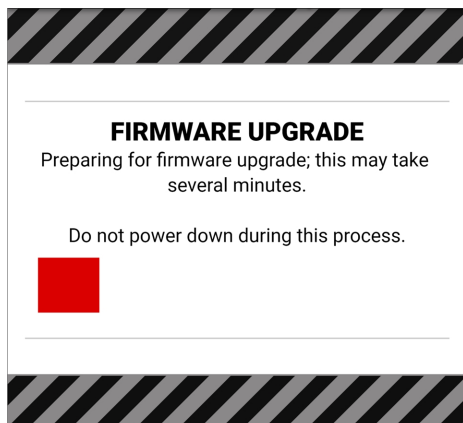 FIRMWARE UPGRADE
Preparing for firmware upgrade; this may take
several minutes.
Do not power down during this process.